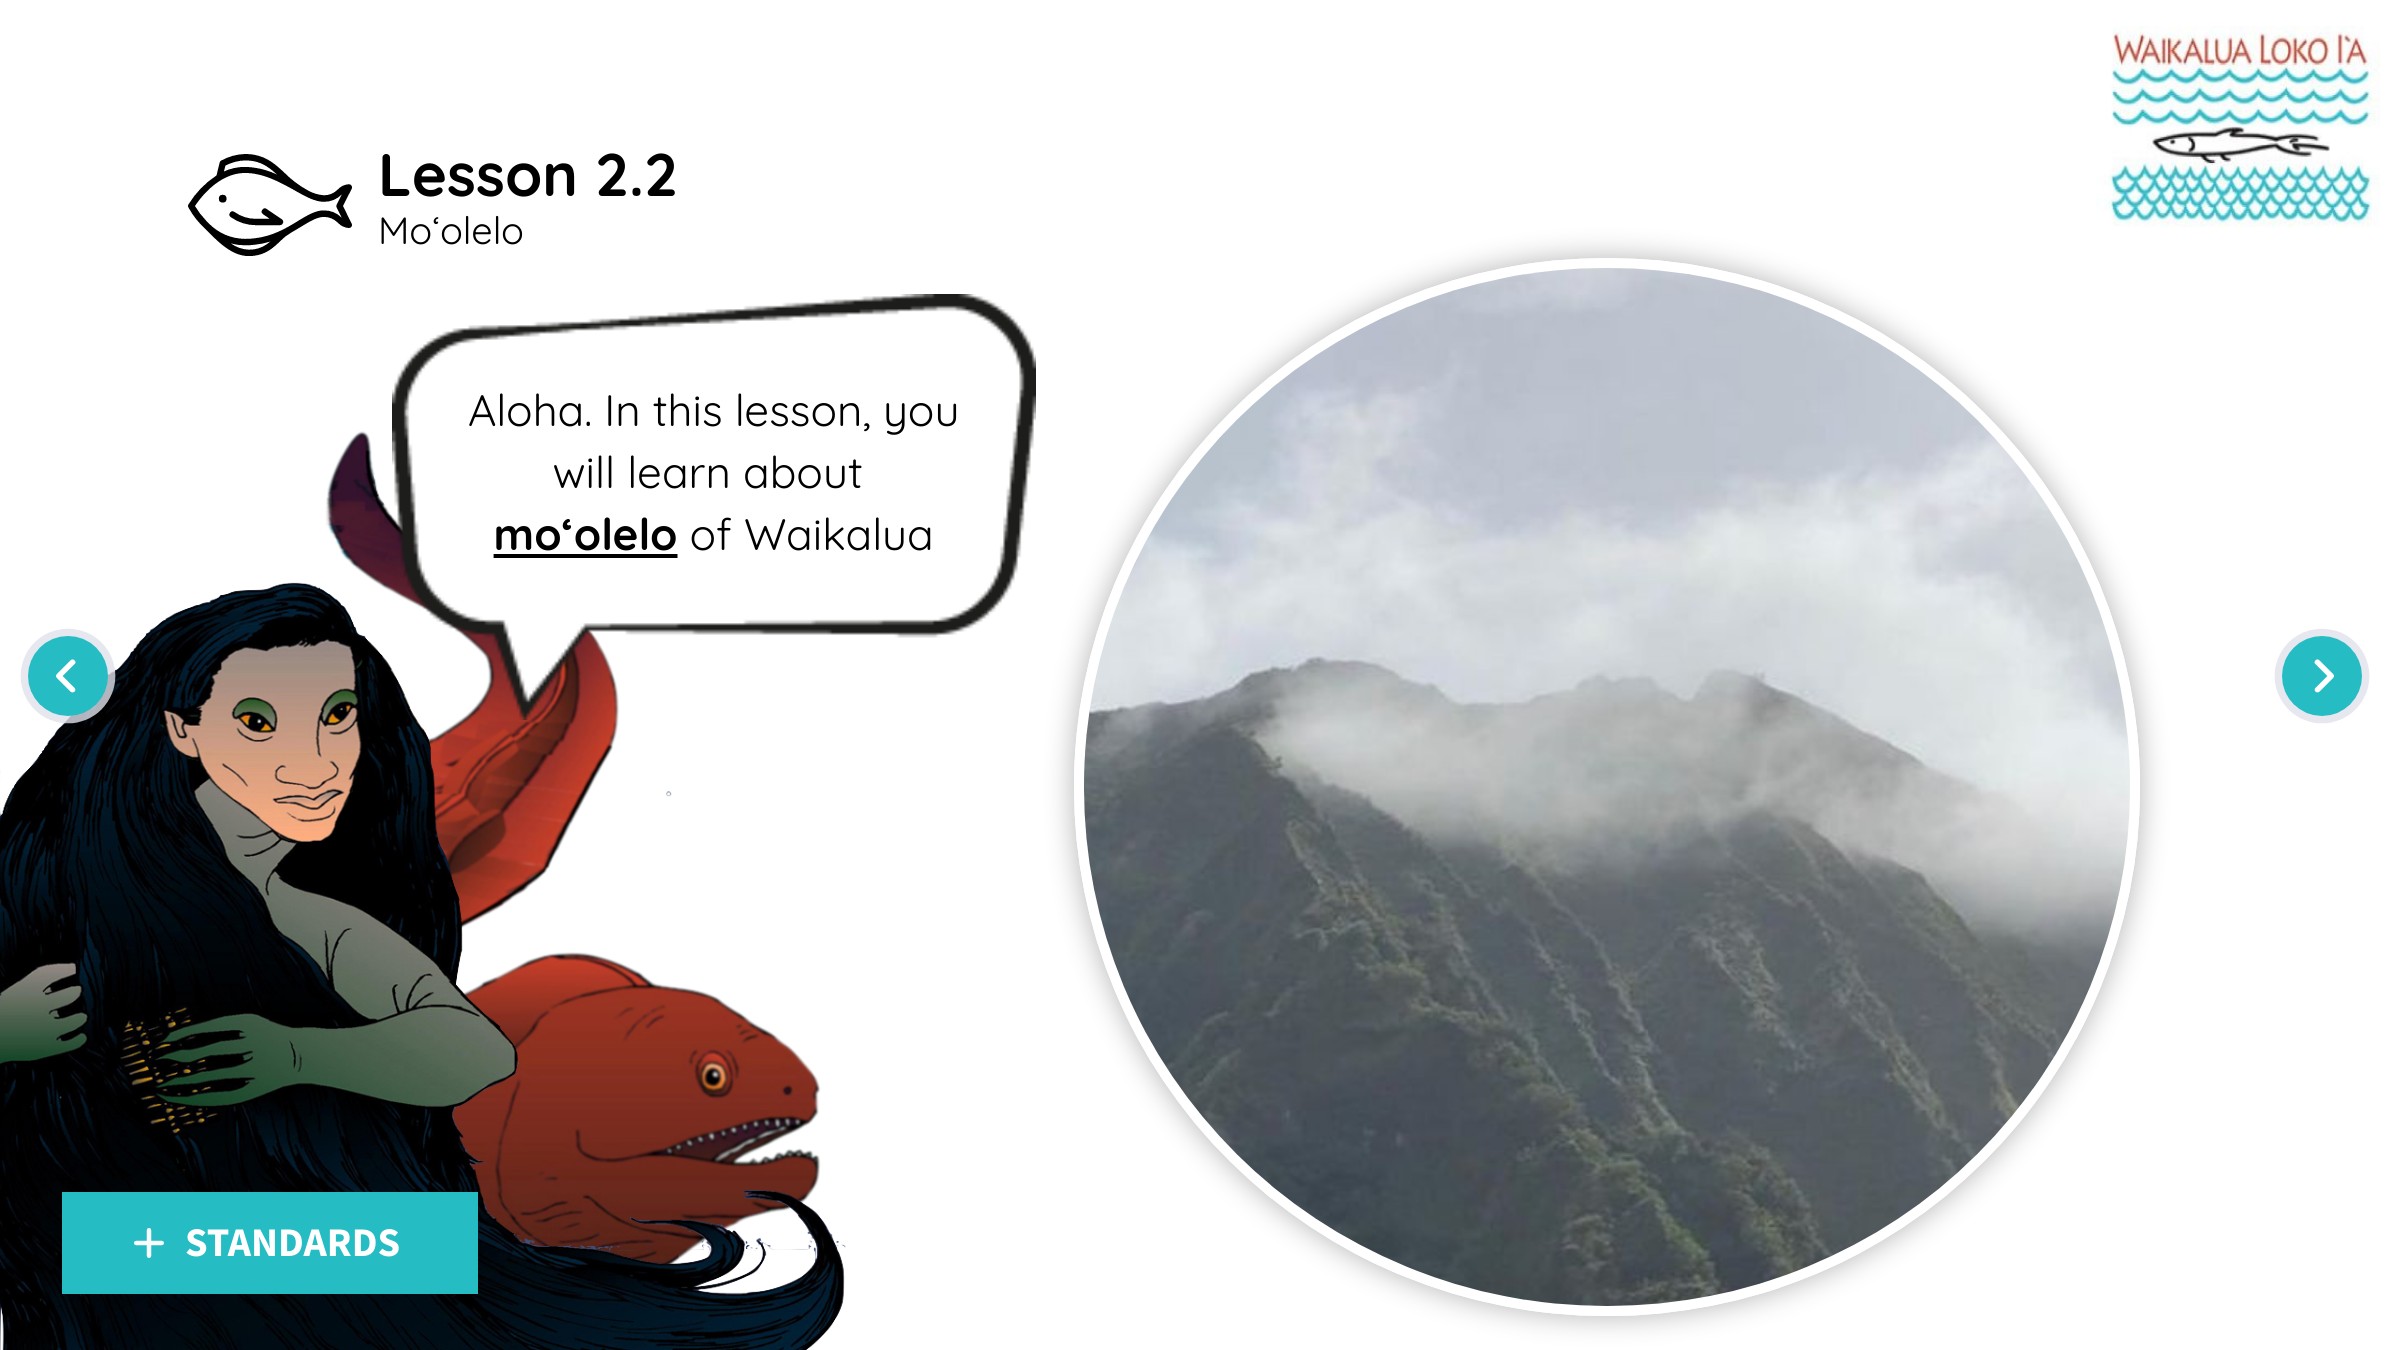 WAIKALUA LOKO I'A
Lesson 2.2
Moʻolelo
Aloha. In this lesson, you
will learn about
moʻolelo of Waikalua
+ STANDARDS